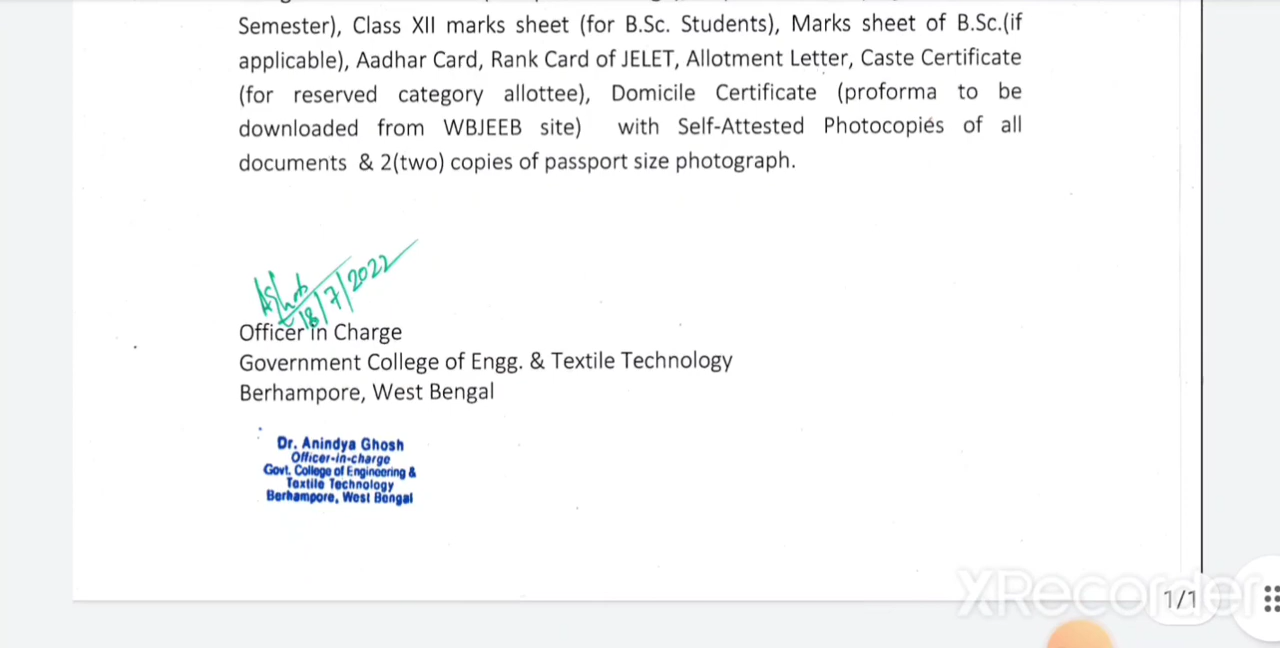 Semester), Class XII marks sheet (for B.Sc. Students), Marks sheet of B.Sc.(if
applicable), Aadhar Card, Rank Card of JELET, Allotment Letter, Caste Certificate
(for reserved category allottee), Domicile Certificate (proforma to be
downloaded from WBJEEB site) with Self-Attested Photocopies of all
documents & 2(two) copies of passport size photograph.
18/7/2022
Officer in Charge
Government College of Engg. & Textile Technology
Berhampore, West Bengal
Dr. Anindya Ghosh
Officer-in-charge
Govt. College of Engineering &
Textile Technology
Berhampore, West Bengal
XRecorder
1/1